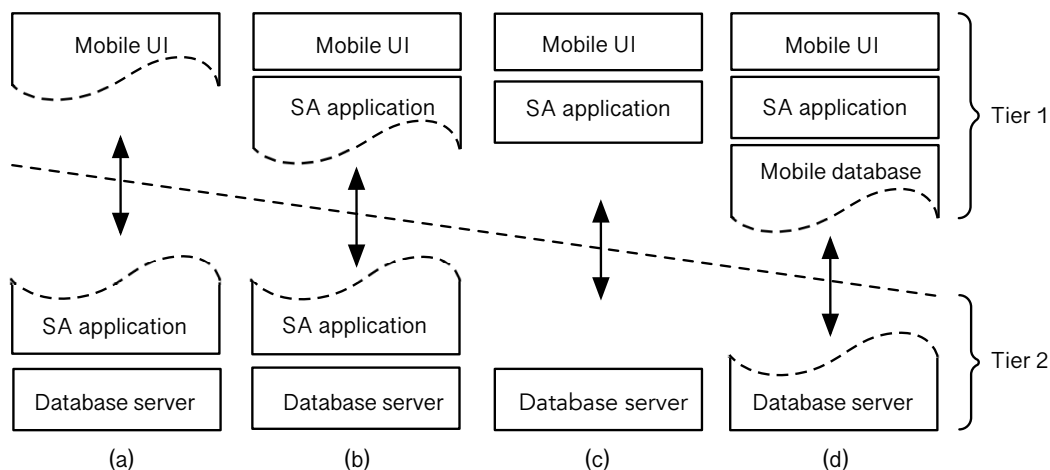 Mobile UI
Mobile UI
Mobile UI
Mobile UI
SA application
SA application
SA application
Tier 1
Mobile database
SA application
SA application
Tier 2
Database server
Database server
Database server
Database server
(a)
(b)
(c)
(d)